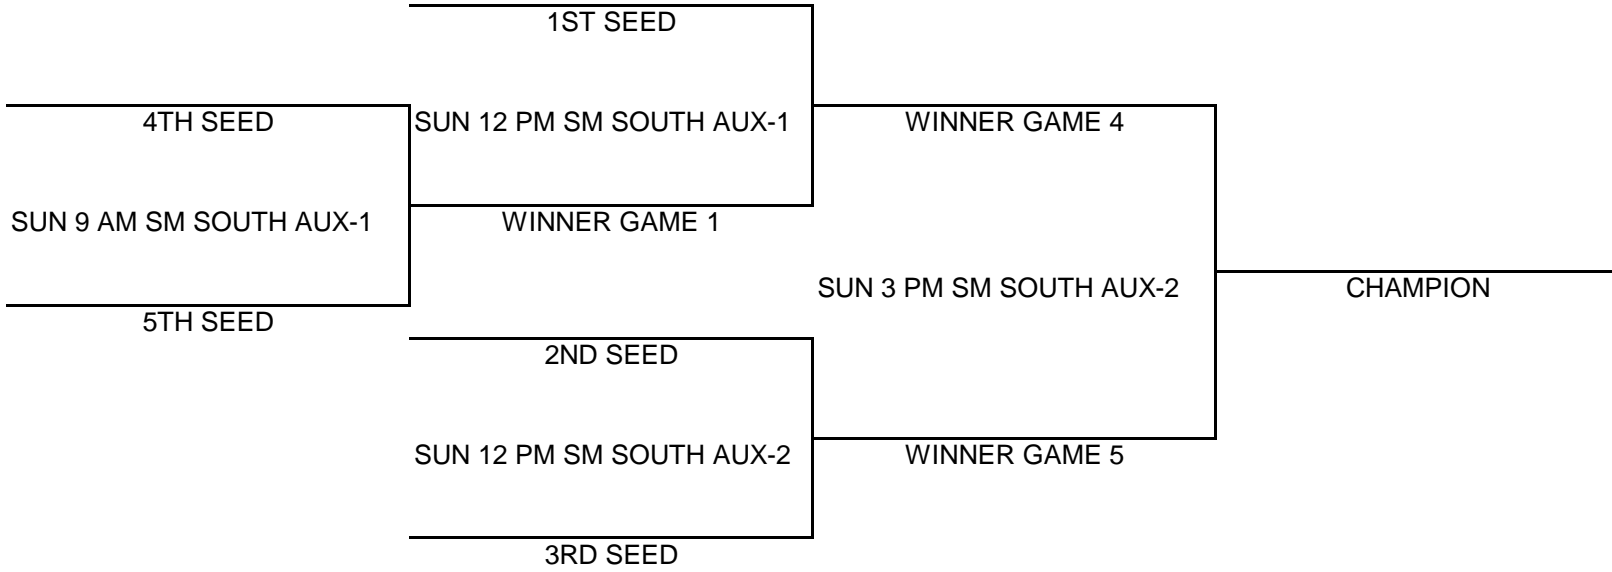 1ST SEED
4TH SEED
SUN 12 PM SM SOUTH AUX-1
WINNER GAME 4
SUN 9 AM SM SOUTH AUX-1
WINNER GAME 1
SUN 3 PM SM SOUTH AUX-2
CHAMPION
5TH SEED
2ND SEED
SUN 12 PM SM SOUTH AUX-2
WINNER GAME 5
3RD SEED